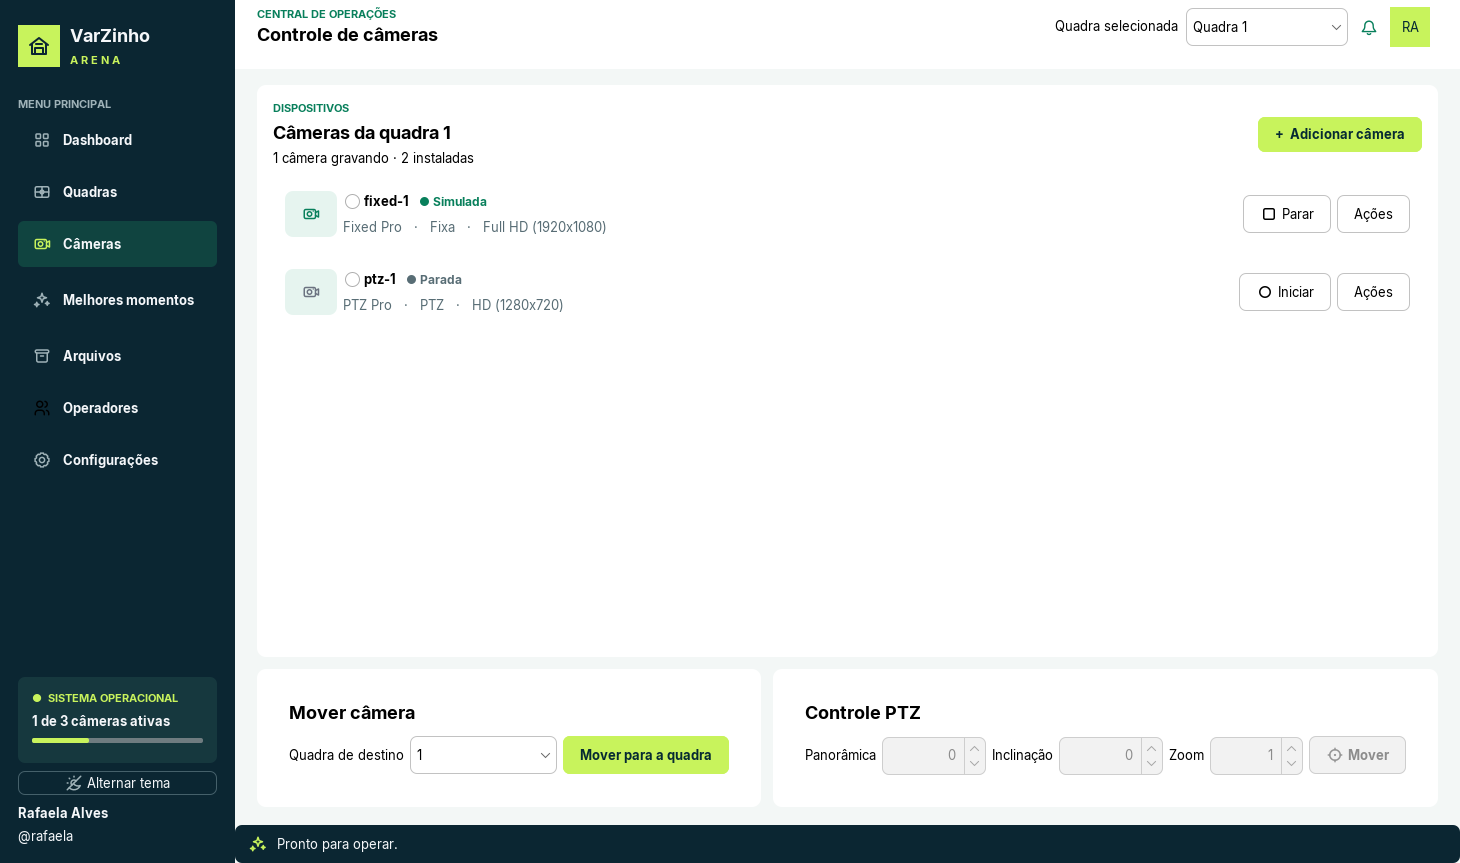 VarZinho
ARENA
MENU PRINCIPAL
Dashboard
Quadras
Câmeras
Melhores momentos
Arquivos
Operadores
Configurações
SISTEMA OPERACIONAL
1 de 3 câmeras ativas
Alternar tema
Rafaela Alves
@rafaela
CENTRAL DE OPERAÇÕES
Controle de câmeras
Quadra selecionada Quadra 1 RA
DISPOSITIVOS
Câmeras da quadra 1
1 câmera gravando · 2 instaladas
+ Adicionar câmera
fixed-1 Simulada
Fixed Pro · Fixa · Full HD (1920x1080)
Parar Ações
ptz-1 Parada
PTZ Pro · PTZ · HD (1280x720)
Iniciar Ações
Mover câmera
Quadra de destino 1 Mover para a quadra
Controle PTZ
Panorâmica 0 Inclinação 0 Zoom 1 Mover
Pronto para operar.